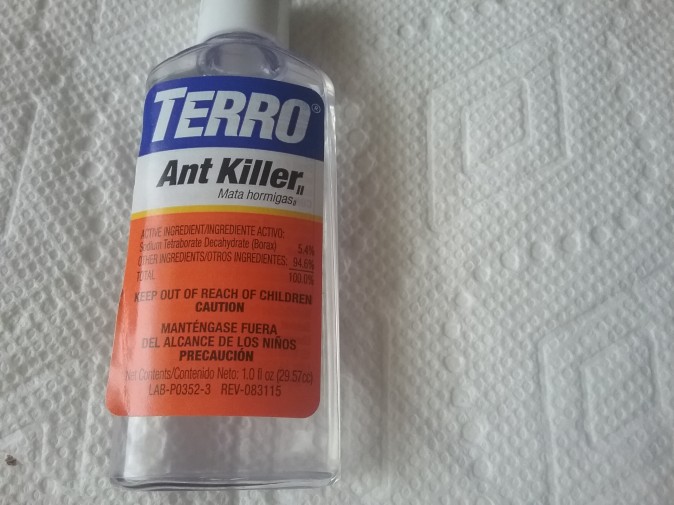 TERRO®
Ant Killer II
Mata hormigas
ACTIVE INGREDIENT/INGREDIENTE ACTIVO:
Sodium Tetraborate Decahydrate (Borax) 5.4%
OTHER INGREDIENTS/OTROS INGREDIENTES: 94.6%
TOTAL 100.0%
KEEP OUT OF REACH OF CHILDREN
CAUTION
MANTÉNGASE FUERA
DEL ALCANCE DE LOS NIÑOS
PRECAUCIÓN
Net Contents/Contenido Neto: 1.0 fl oz (29.57cc)
LAB-P0352-3 REV-083115